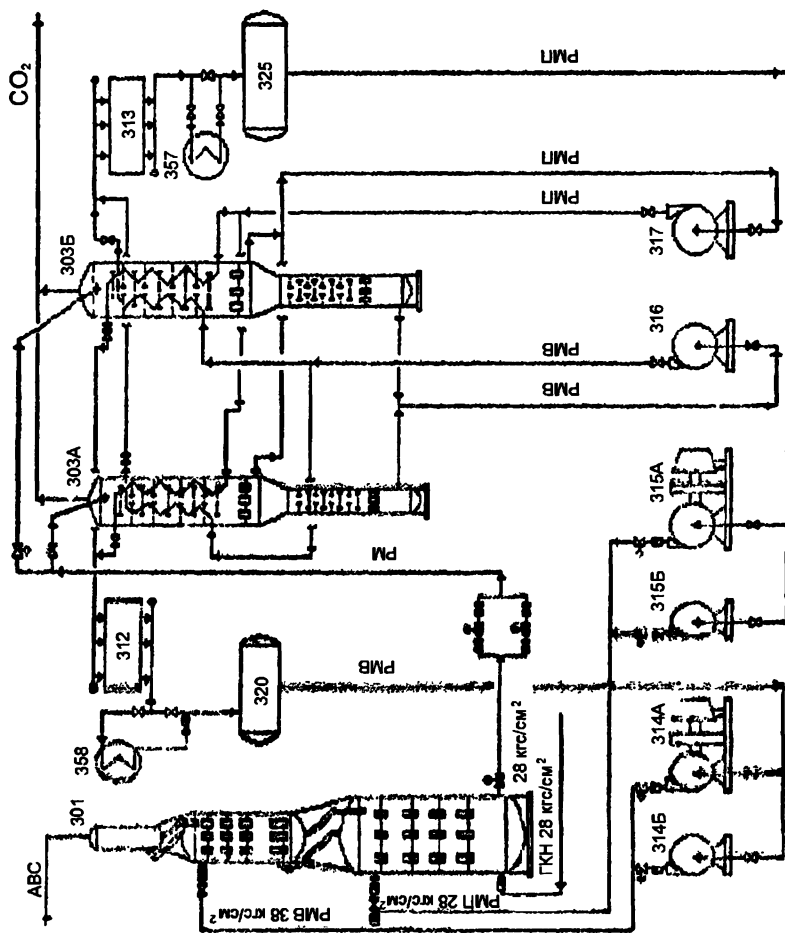 CO₂
313
357
325
РМП
РМП
РМП
303Б
317
316
РМВ
РМВ
303А
315А
315Б
РМ
312
320
РМВ
358
314А
314Б
301
АВС
28 кгс/см²
ГКН 28 кгс/см²
РМП 28 кгс/см²
РМВ 38 кгс/см²